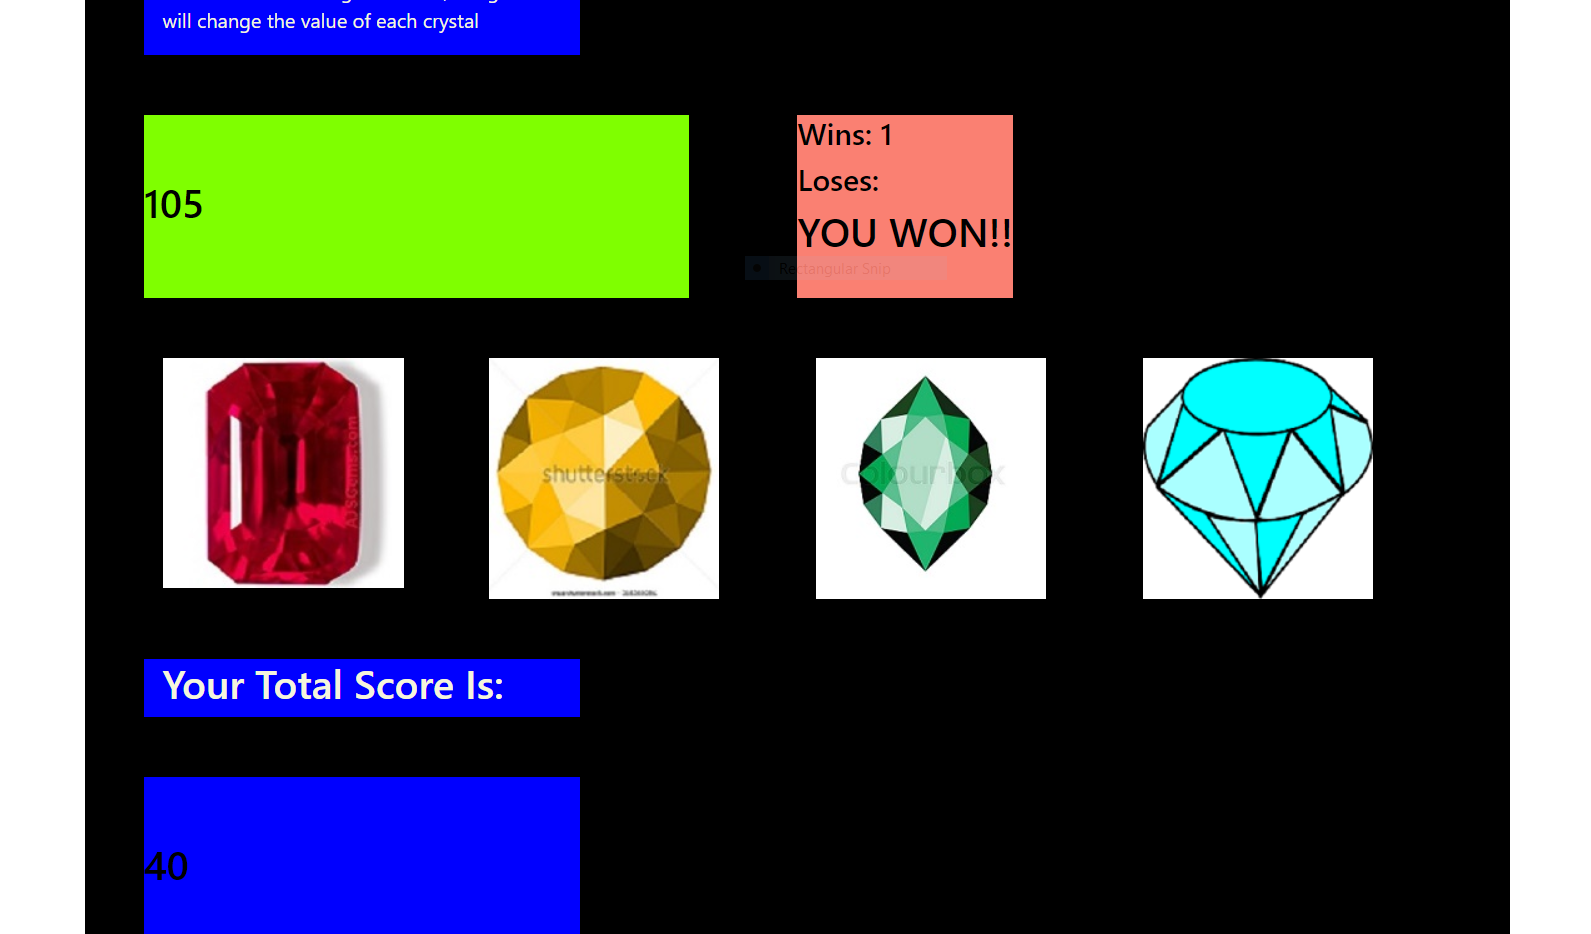 will change the value of each crystal
105
Wins: 1
Loses:
YOU WON!!
Rectangular Snip
AJSGems.com
shutterstock
Colourbox
Your Total Score Is:
40